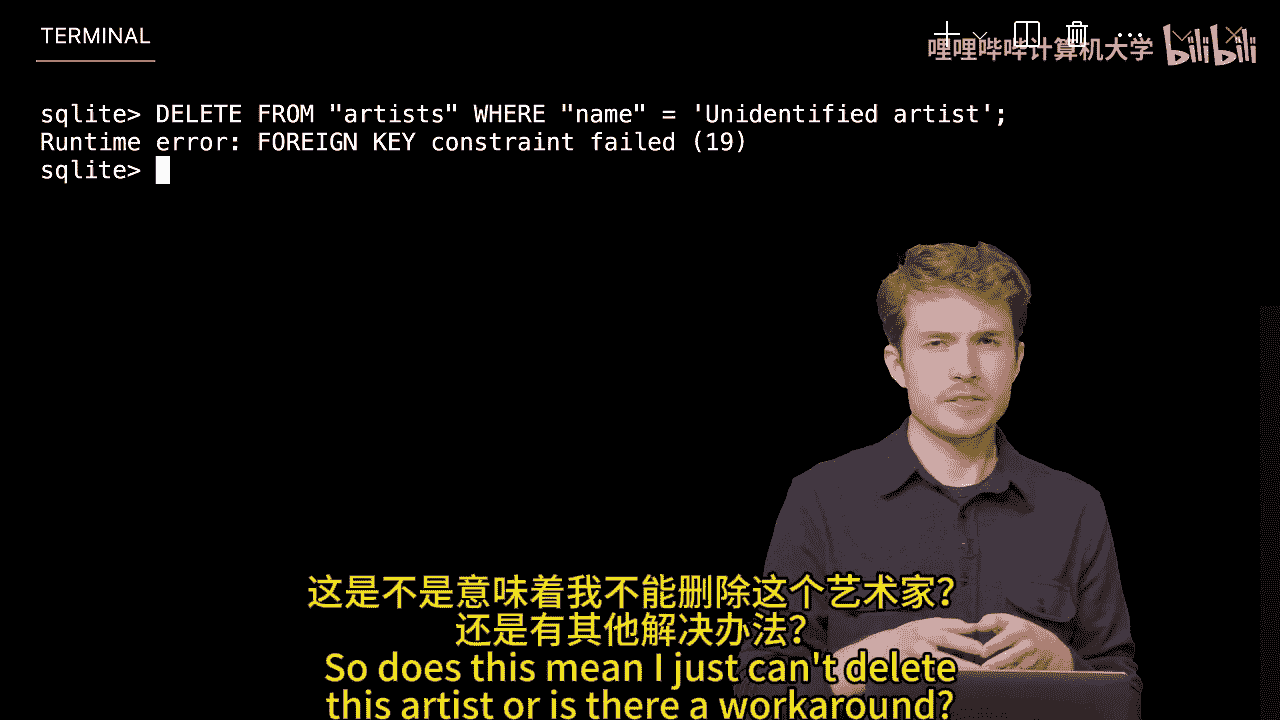 TERMINAL
哩哩哔哔计算机大学 bilibili
sqlite> DELETE FROM "artists" WHERE "name" = 'Unidentified artist';
Runtime error: FOREIGN KEY constraint failed (19)
sqlite>
这是不是意味着我不能删除这个艺术家？
还是有其他解决办法？
So does this mean I just can't delete
this artist or is there a workaround?